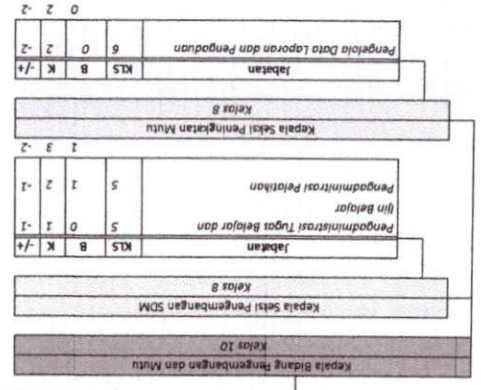 Kepala Bidang Pengembangan dan Mutu
Kelas 10
Kepala Seksi Pengembangan SDM
Kelas 8
Jabatan KLS B K -/+
Pengadministrasi Tugas Belajar dan 5 0 1 -1
Ijin Belajar
Pengadminitrasi Pelatihan 5 1 2 -1
1 3 -2
Kepala Seksi Peningkatan Mutu
Kelas 8
Jabatan KLS B K -/+
Pengelola Data Laporan dan Pengaduan 6 0 2 -2
0 2 -2